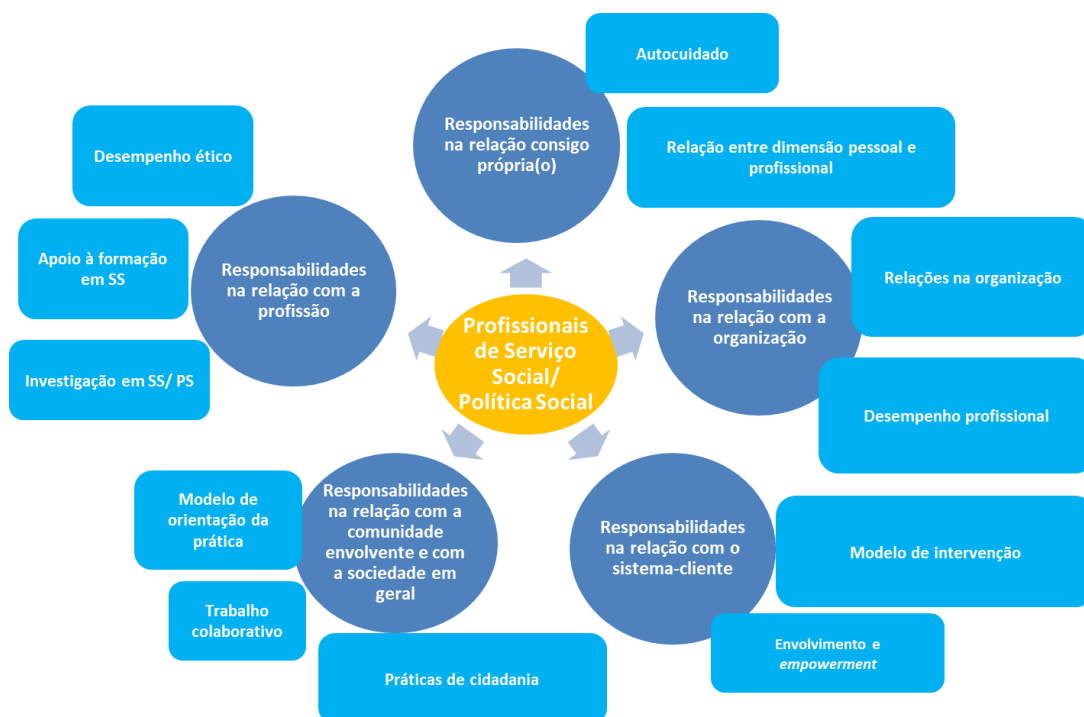 Autocuidado
Responsabilidades
na relação consigo
própria(o)
Relação entre dimensão pessoal e
profissional
Desempenho ético
Apoio à formação
em SS
Investigação em SS/ PS
Responsabilidades
na relação com a
profissão
Profissionais
de Serviço
Social/
Política Social
Responsabilidades
na relação com a
organização
Relações na organização
Desempenho profissional
Modelo de
orientação da
prática
Trabalho
colaborativo
Práticas de cidadania
Responsabilidades
na relação com a
comunidade
envolvente e com
a sociedade em
geral
Responsabilidades
na relação com o
sistema-cliente
Modelo de intervenção
Envolvimento e
empowerment